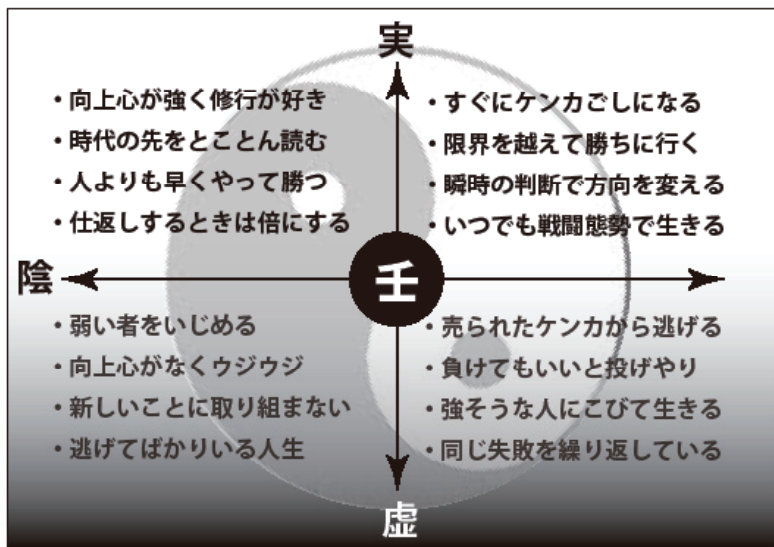 実
・向上心が強く修行が好き
・時代の先をとことん読む
・人よりも早くやって勝つ
・仕返しするときは倍にする
・すぐにケンカごしになる
・限界を越えて勝ちに行く
・瞬時の判断で方向を変える
・いつでも戦闘態勢で生きる
陰
壬
・弱い者をいじめる
・向上心がなくウジウジ
・新しいことに取り組まない
・逃げてばかりいる人生
・売られたケンカから逃げる
・負けてもいいと投げやり
・強そうな人にこびて生きる
・同じ失敗を繰り返している
虚